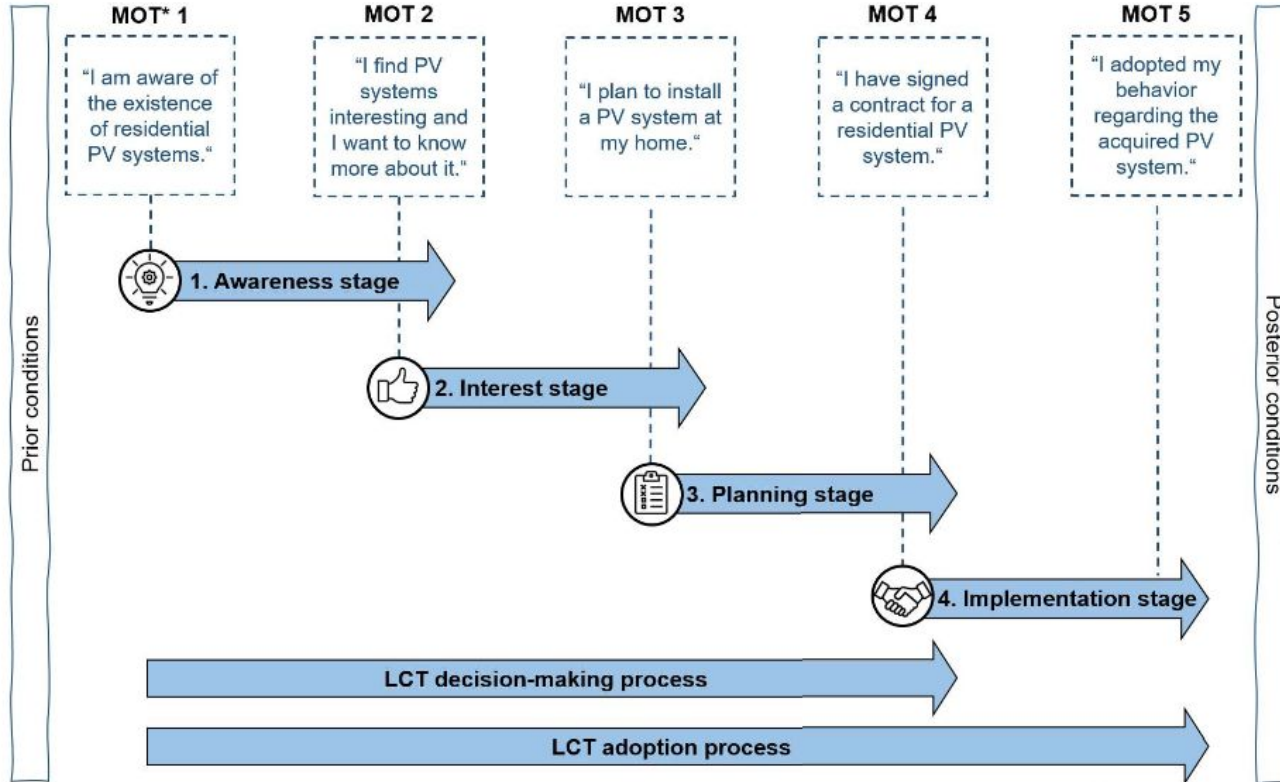 MOT* 1
MOT 2
MOT 3
MOT 4
MOT 5
“I am aware of
the existence
of residential
PV systems.“
“I find PV
systems
interesting and
I want to know
more about it.“
“I plan to install
a PV system at
my home.“
“I have signed
a contract for a
residential PV
system.“
“I adopted my
behavior
regarding the
acquired PV
system.“
Prior conditions
1. Awareness stage
2. Interest stage
3. Planning stage
4. Implementation stage
LCT decision-making process
LCT adoption process
Posterior conditions